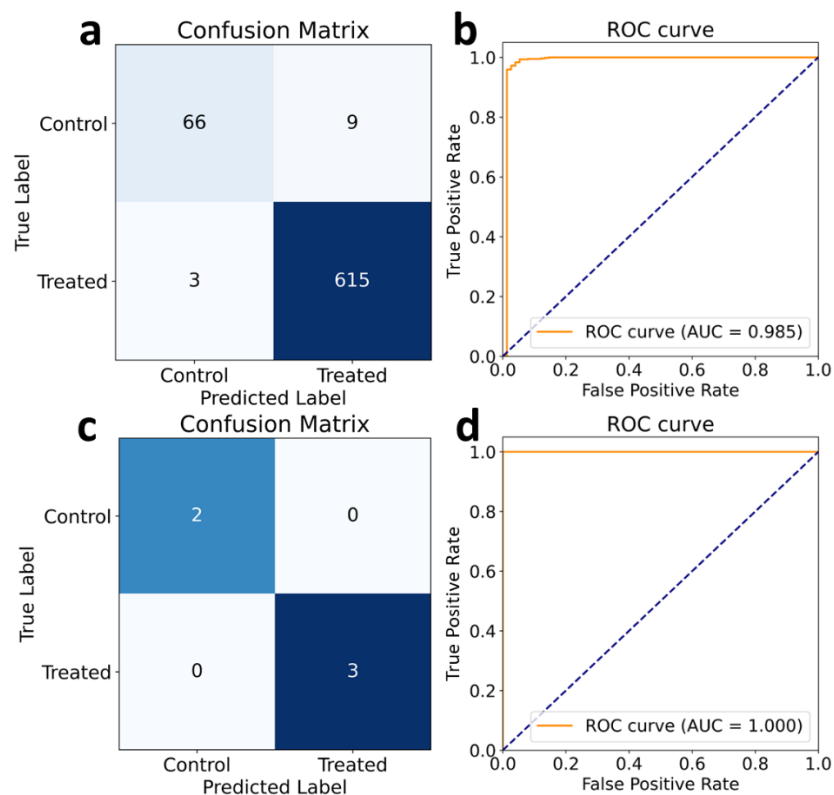 a
Confusion Matrix
True Label
Control
66
9
Treated
3
615
Control
Treated
Predicted Label
b
ROC curve
True Positive Rate
1.0
0.8
0.6
0.4
0.2
0.0
ROC curve (AUC = 0.985)
0.0 0.2 0.4 0.6 0.8 1.0
False Positive Rate
c
Confusion Matrix
True Label
Control
2
0
Treated
0
3
Control
Treated
Predicted Label
d
ROC curve
True Positive Rate
1.0
0.8
0.6
0.4
0.2
0.0
ROC curve (AUC = 1.000)
0.0 0.2 0.4 0.6 0.8 1.0
False Positive Rate